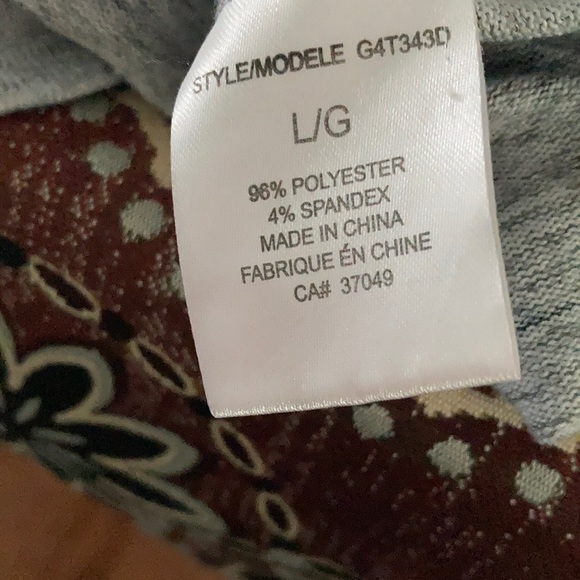 STYLE/MODELE G4T343D
L/G
96% POLYESTER
4% SPANDEX
MADE IN CHINA
FABRIQUE ÉN CHINE
CA# 37049